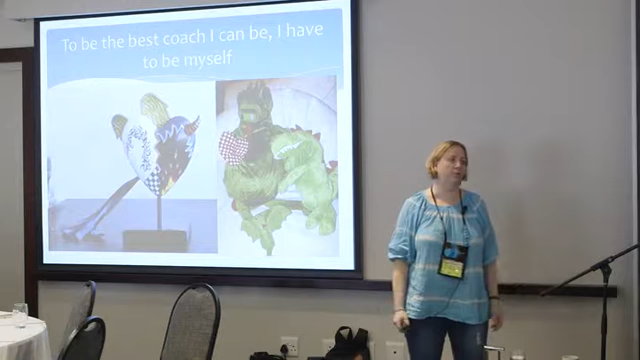 To be the best coach I can be, I have
to be myself